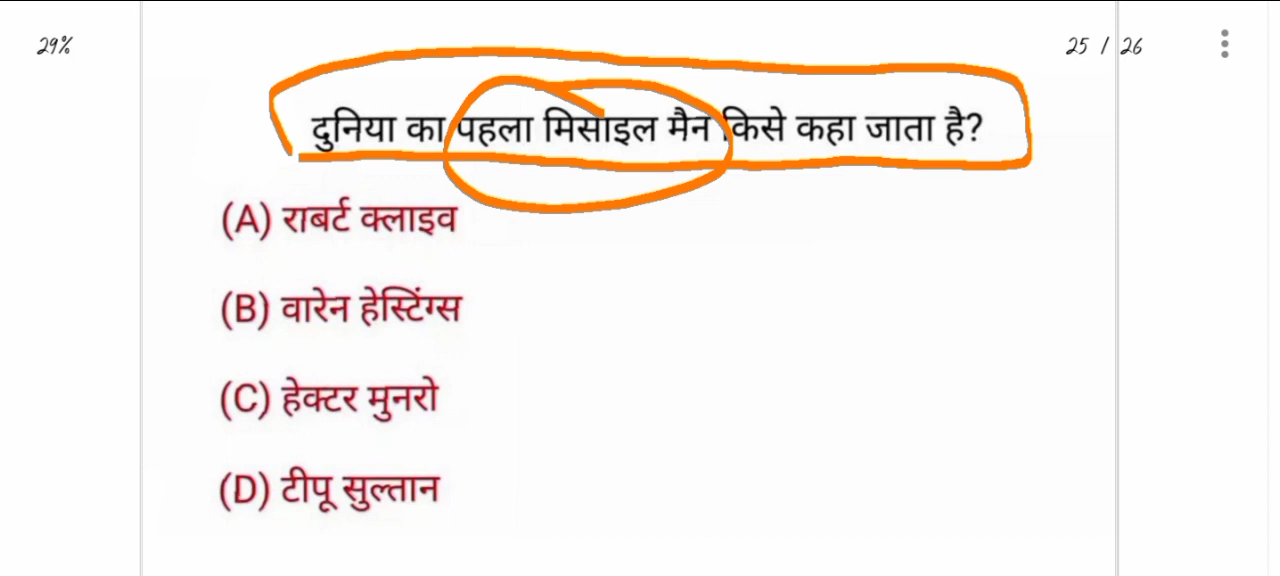 29%
25 / 26
दुनिया का पहला मिसाइल मैन किसे कहा जाता है?
(A) राबर्ट क्लाइव
(B) वारेन हेस्टिंग्स
(C) हेक्टर मुनरो
(D) टीपू सुल्तान